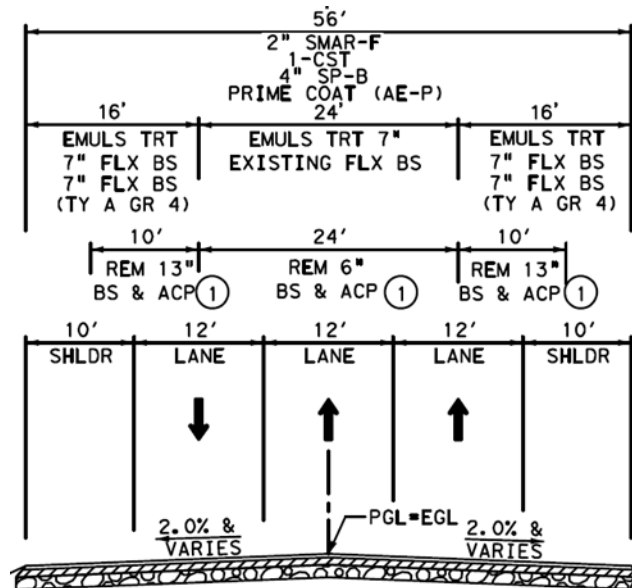 56'
2" SMAR-F
1-CST
4" SP-B
PRIME COAT (AE-P)
16' 24' 16'
EMULS TRT EMULS TRT 7" EMULS TRT
7" FLX BS EXISTING FLX BS 7" FLX BS
7" FLX BS 7" FLX BS
(TY A GR 4) (TY A GR 4)
10' 24' 10'
REM 13" REM 6" REM 13"
BS & ACP 1 BS & ACP 1 BS & ACP 1
10' 12' 12' 12' 10'
SHLDR LANE LANE LANE SHLDR
PGL=EGL
2.0% & 2.0% &
VARIES VARIES